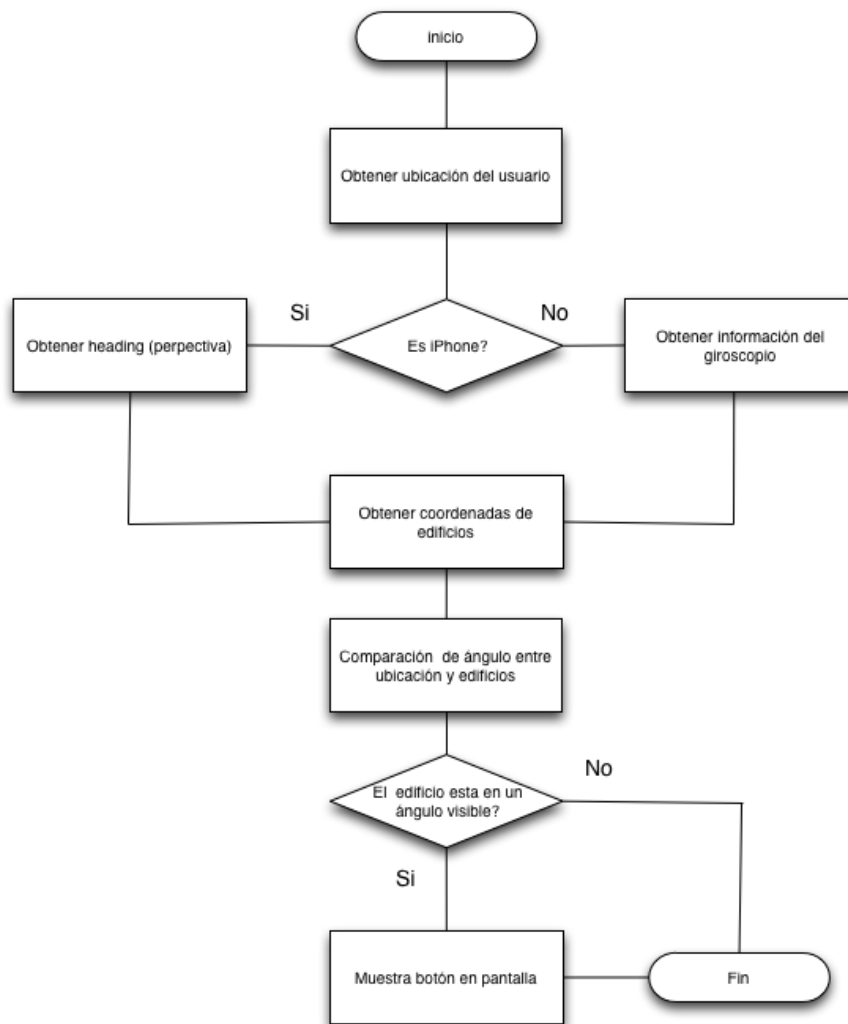 inicio
Obtener ubicación del usuario
Si
No
Obtener heading (perpectiva)
Es iPhone?
Obtener información del
giroscopio
Obtener coordenadas de
edificios
Comparación de ángulo entre
ubicación y edificios
No
El edificio esta en un
ángulo visible?
Si
Muestra botón en pantalla
Fin